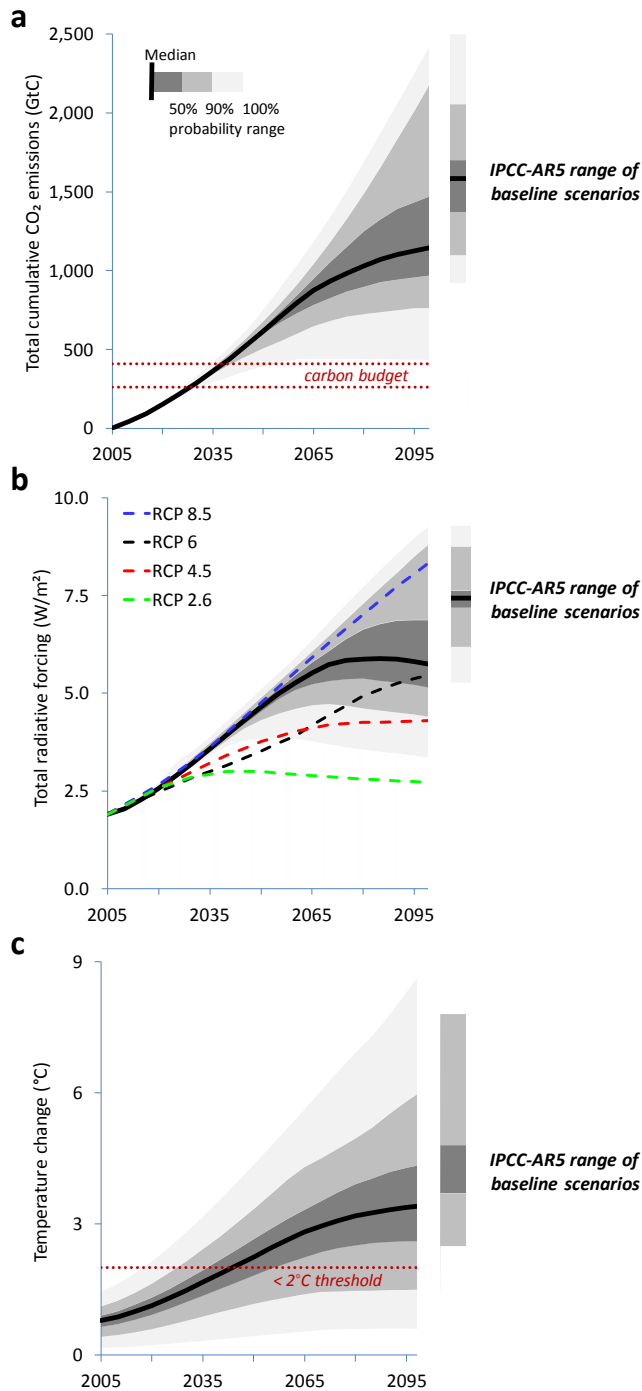 a
Total cumulative CO₂ emissions (GtC)
2,500
2,000
1,500
1,000
500
0
Median
50% 90% 100%
probability range
carbon budget
2005 2035 2065 2095
IPCC-AR5 range of
baseline scenarios
b
Total radiative forcing (W/m²)
10.0
7.5
5.0
2.5
0.0
RCP 8.5
RCP 6
RCP 4.5
RCP 2.6
2005 2035 2065 2095
IPCC-AR5 range of
baseline scenarios
c
Temperature change (°C)
9
6
3
0
< 2°C threshold
2005 2035 2065 2095
IPCC-AR5 range of
baseline scenarios